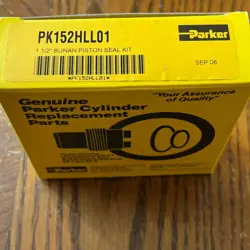 PK152HLL01
1 1/2" BUNAN PISTON SEAL KIT
*PK152HLL01*
Parker
SEP 06
Genuine
Parker Cylinder
Replacement
Parts
"Your Assurance
of Quality"
Parker